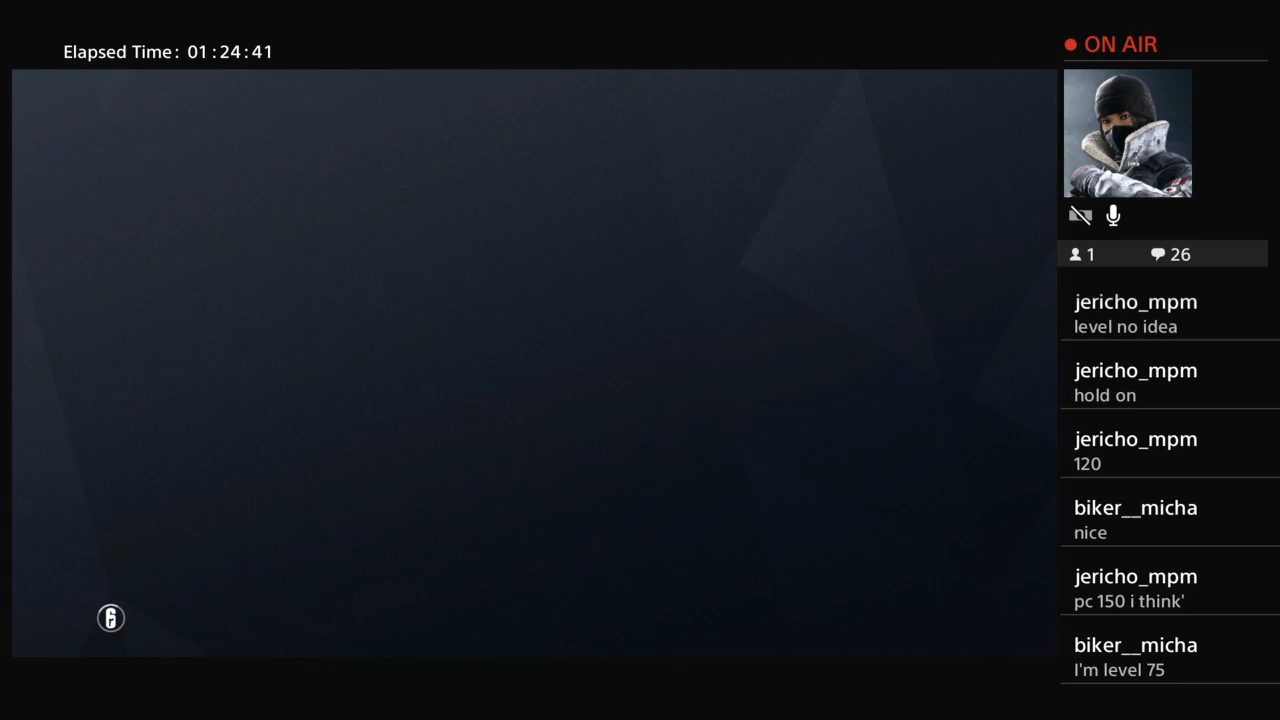 Elapsed Time: 01:24:41
ON AIR
1 26
jericho_mpm
level no idea
jericho_mpm
hold on
jericho_mpm
120
biker__micha
nice
jericho_mpm
pc 150 i think'
biker__micha
I'm level 75
6